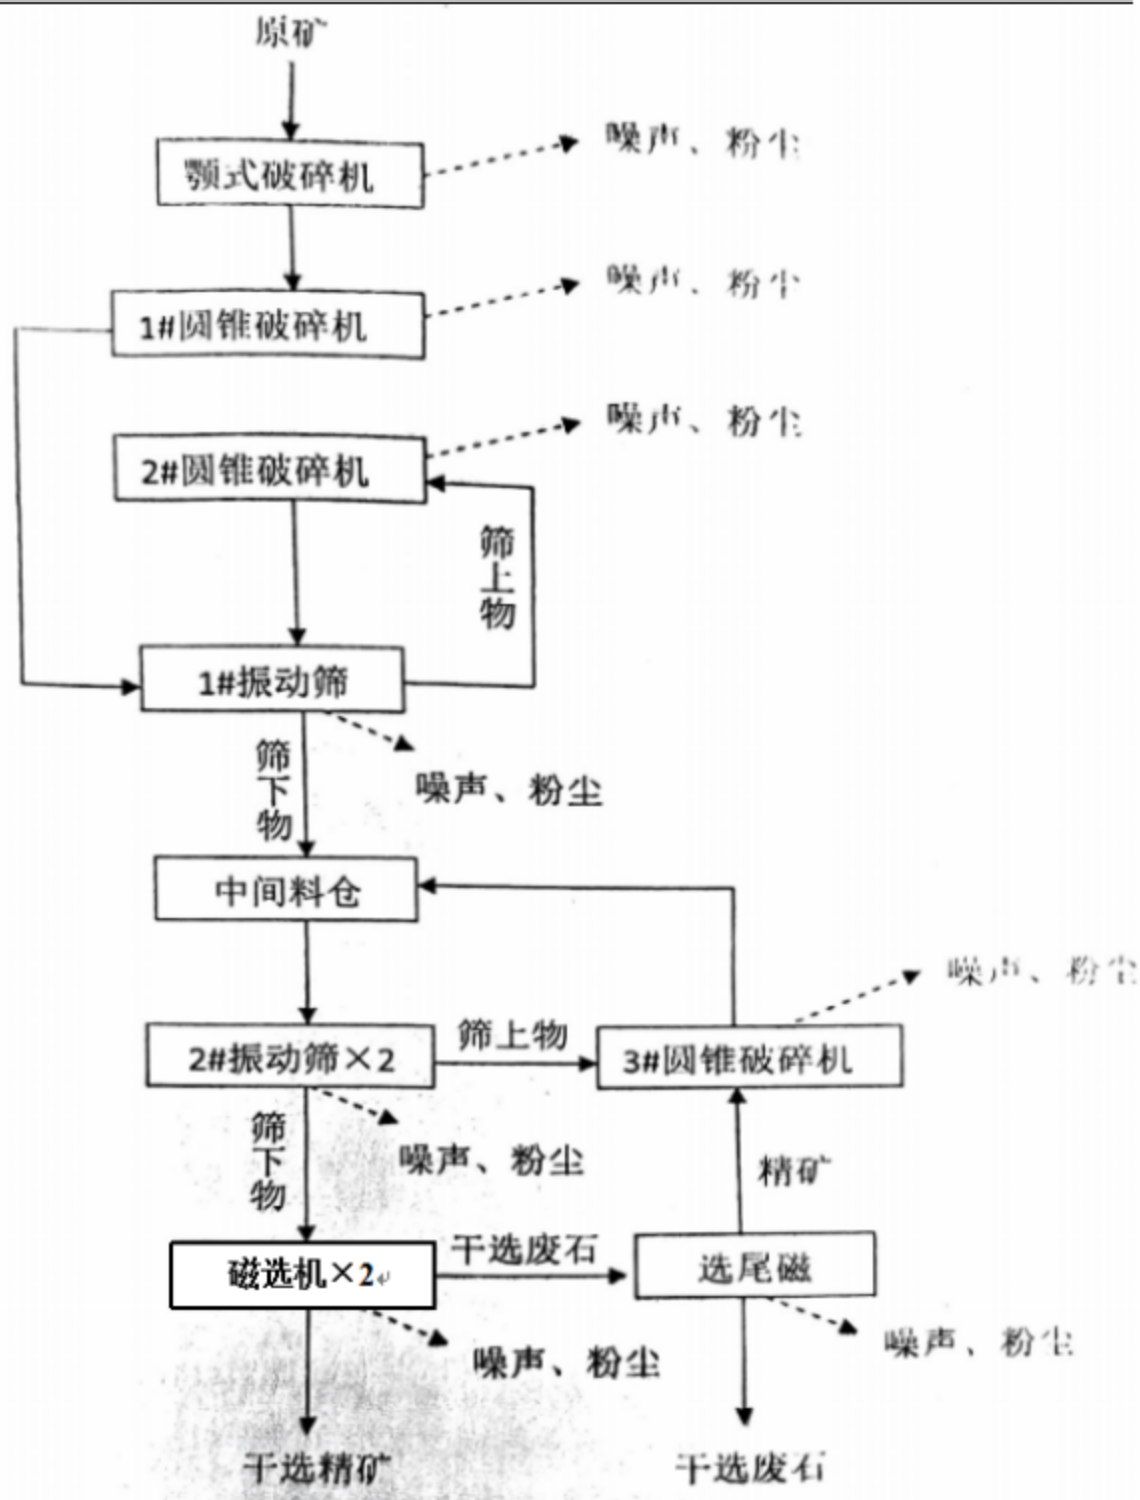 原矿
颚式破碎机
噪声、粉尘
1#圆锥破碎机
噪声、粉尘
2#圆锥破碎机
噪声、粉尘
筛上物
1#振动筛
筛下物
噪声、粉尘
中间料仓
噪声、粉尘
2#振动筛×2
筛上物
3#圆锥破碎机
筛下物
噪声、粉尘
精矿
磁选机×2
干选废石
选尾磁
噪声、粉尘
噪声、粉尘
干选精矿
干选废石